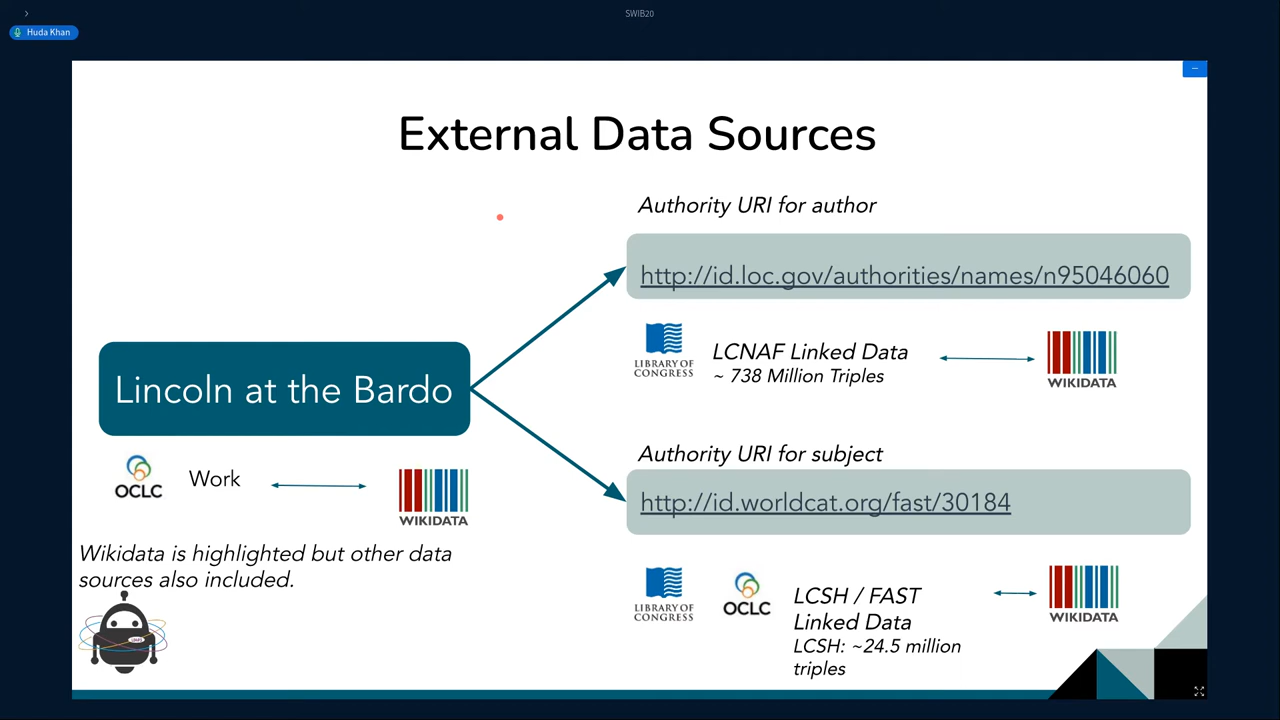 SWIB20
Huda Khan
External Data Sources
Authority URI for author
http://id.loc.gov/authorities/names/n95046060
LIBRARY OF
CONGRESS
LCNAF Linked Data
~ 738 Million Triples
WIKIDATA
Lincoln at the Bardo
OCLC
Work
WIKIDATA
Wikidata is highlighted but other data
sources also included.
Authority URI for subject
http://id.worldcat.org/fast/30184
LIBRARY OF
CONGRESS
OCLC
LCSH / FAST
Linked Data
LCSH: ~24.5 million
triples
WIKIDATA